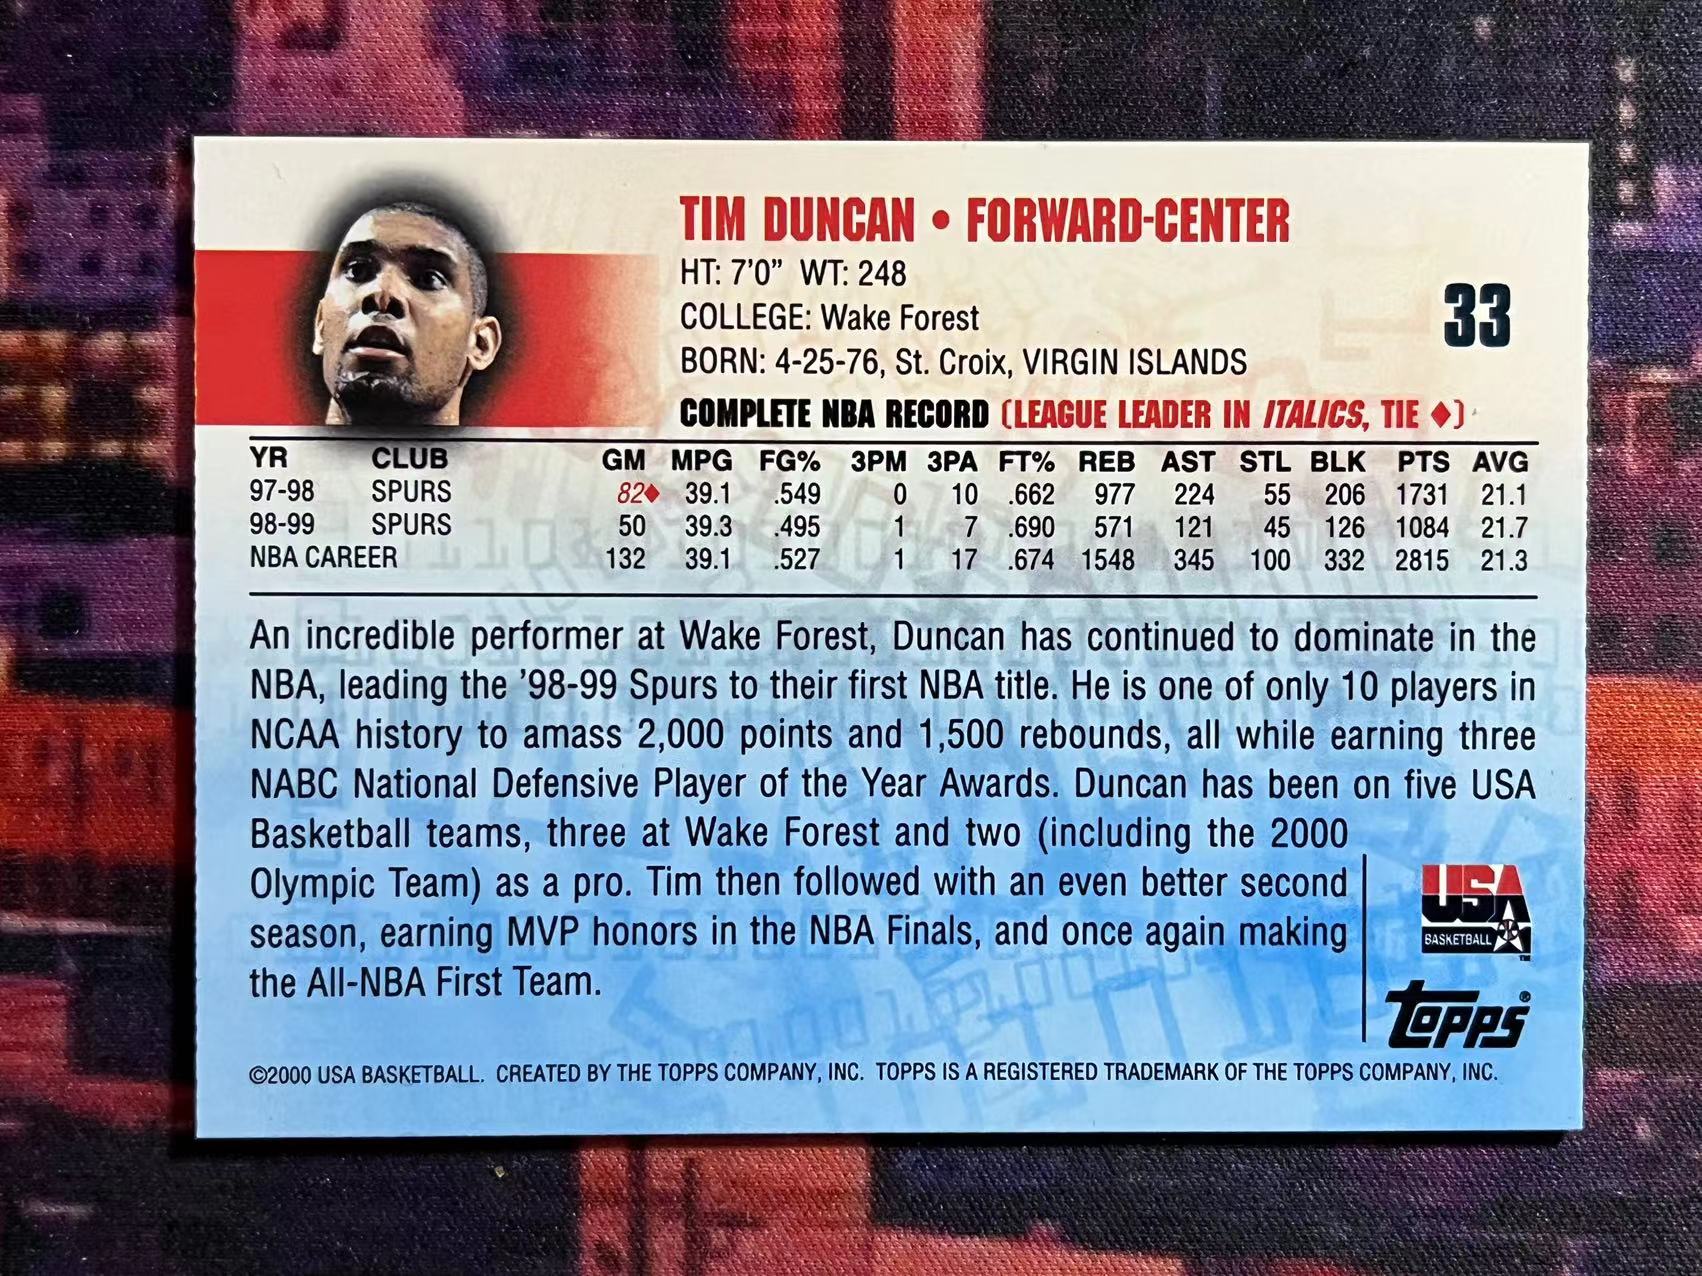 TIM DUNCAN • FORWARD-CENTER
HT: 7'0" WT: 248
COLLEGE: Wake Forest
BORN: 4-25-76, St. Croix, VIRGIN ISLANDS
33
COMPLETE NBA RECORD (LEAGUE LEADER IN ITALICS, TIE ♦)
YR CLUB GM MPG FG% 3PM 3PA FT% REB AST STL BLK PTS AVG
97-98 SPURS 82♦ 39.1 .549 0 10 .662 977 224 55 206 1731 21.1
98-99 SPURS 50 39.3 .495 1 7 .690 571 121 45 126 1084 21.7
NBA CAREER 132 39.1 .527 1 17 .674 1548 345 100 332 2815 21.3
An incredible performer at Wake Forest, Duncan has continued to dominate in the
NBA, leading the '98-99 Spurs to their first NBA title. He is one of only 10 players in
NCAA history to amass 2,000 points and 1,500 rebounds, all while earning three
NABC National Defensive Player of the Year Awards. Duncan has been on five USA
Basketball teams, three at Wake Forest and two (including the 2000
Olympic Team) as a pro. Tim then followed with an even better second
season, earning MVP honors in the NBA Finals, and once again making
the All-NBA First Team.
USA
BASKETBALL
TM
Topps®
©2000 USA BASKETBALL. CREATED BY THE TOPPS COMPANY, INC. TOPPS IS A REGISTERED TRADEMARK OF THE TOPPS COMPANY, INC.